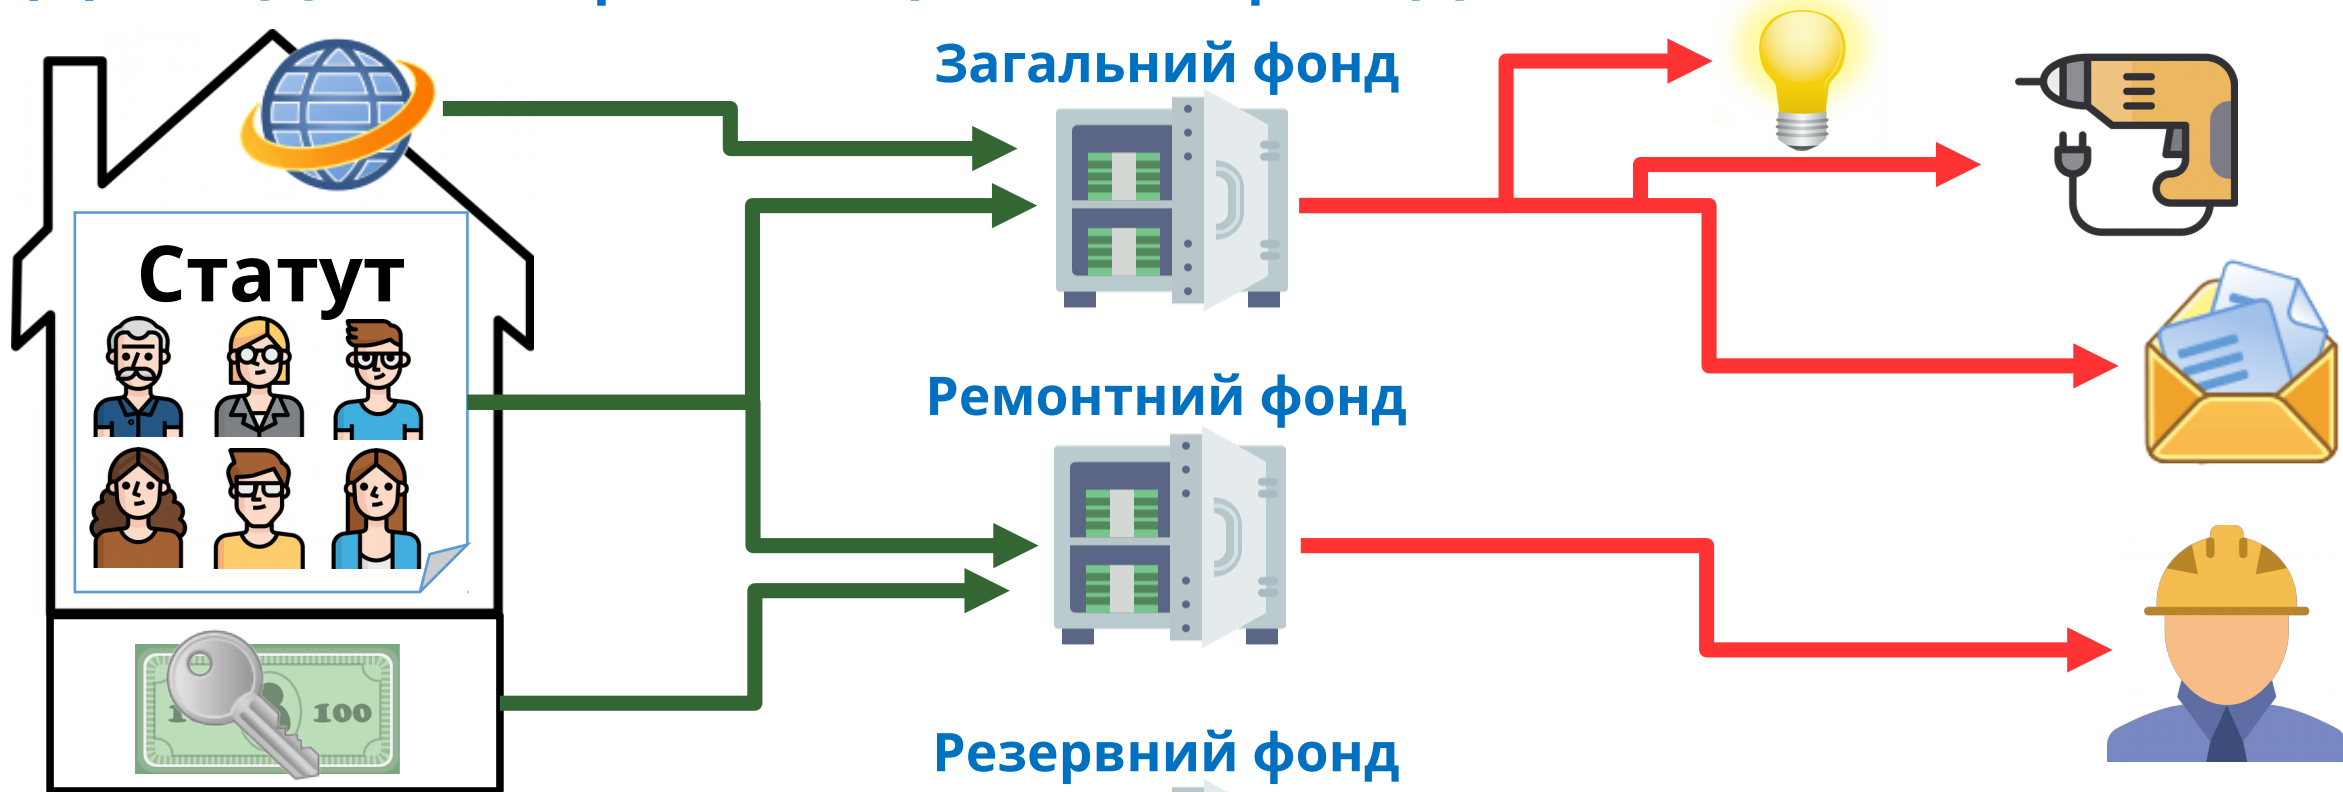 Загальний фонд
Статут
Ремонтний фонд
100
Резервний фонд